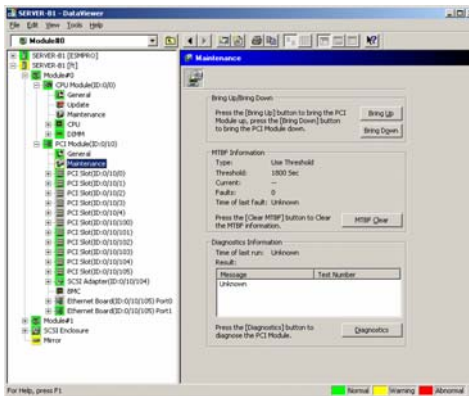 SERVER-B1 - DataViewer
File Edit View Tools Help
Module#0
SERVER-B1 [ESMPRO]
SERVER-B1 [ft]
Module#0
CPU Module(ID:0/0)
General
Update
Maintenance
CPU
DIMM
PCI Module(ID:0/10)
General
Maintenance
PCI Slot(ID:0/10/0)
PCI Slot(ID:0/10/1)
PCI Slot(ID:0/10/2)
PCI Slot(ID:0/10/3)
PCI Slot(ID:0/10/4)
PCI Slot(ID:0/10/100)
PCI Slot(ID:0/10/101)
PCI Slot(ID:0/10/102)
PCI Slot(ID:0/10/103)
PCI Slot(ID:0/10/104)
PCI Slot(ID:0/10/105)
SCSI Adapter(ID:0/10/104)
BMC
Ethernet Board(ID:0/10/105) Port0
Ethernet Board(ID:0/10/105) Port1
Module#1
SCSI Enclosure
Mirror
Maintenance
Bring Up/Bring Down
Press the [Bring Up] button to bring the PCI
Module up, press the [Bring Down] button
to bring the PCI Module down.
Bring Up
Bring Down
MTBF Information
Type: Use Threshold
Threshold: 1800 Sec
Current: --
Faults: 0
Time of last fault: Unknown
Press the [Clear MTBF] button to Clear
the MTBF information.
MTBF Clear
Diagnostics Information
Time of last run: Unknown
Result:
Message Test Number
Unknown
Press the [Diagnostics] button to
diagnose the PCI Module.
Diagnostics
For Help, press F1
Normal Warning Abnormal